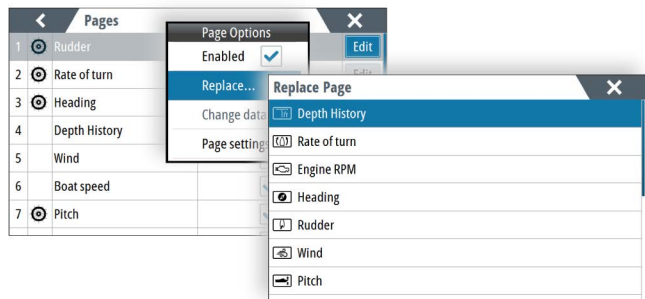 Pages
1 Rudder Edit
2 Rate of turn Edit
3 Heading
4 Depth History
5 Wind
6 Boat speed
7 Pitch
Page Options
Enabled
Replace...
Change data
Page settings
Replace Page
Depth History
Rate of turn
Engine RPM
Heading
Rudder
Wind
Pitch